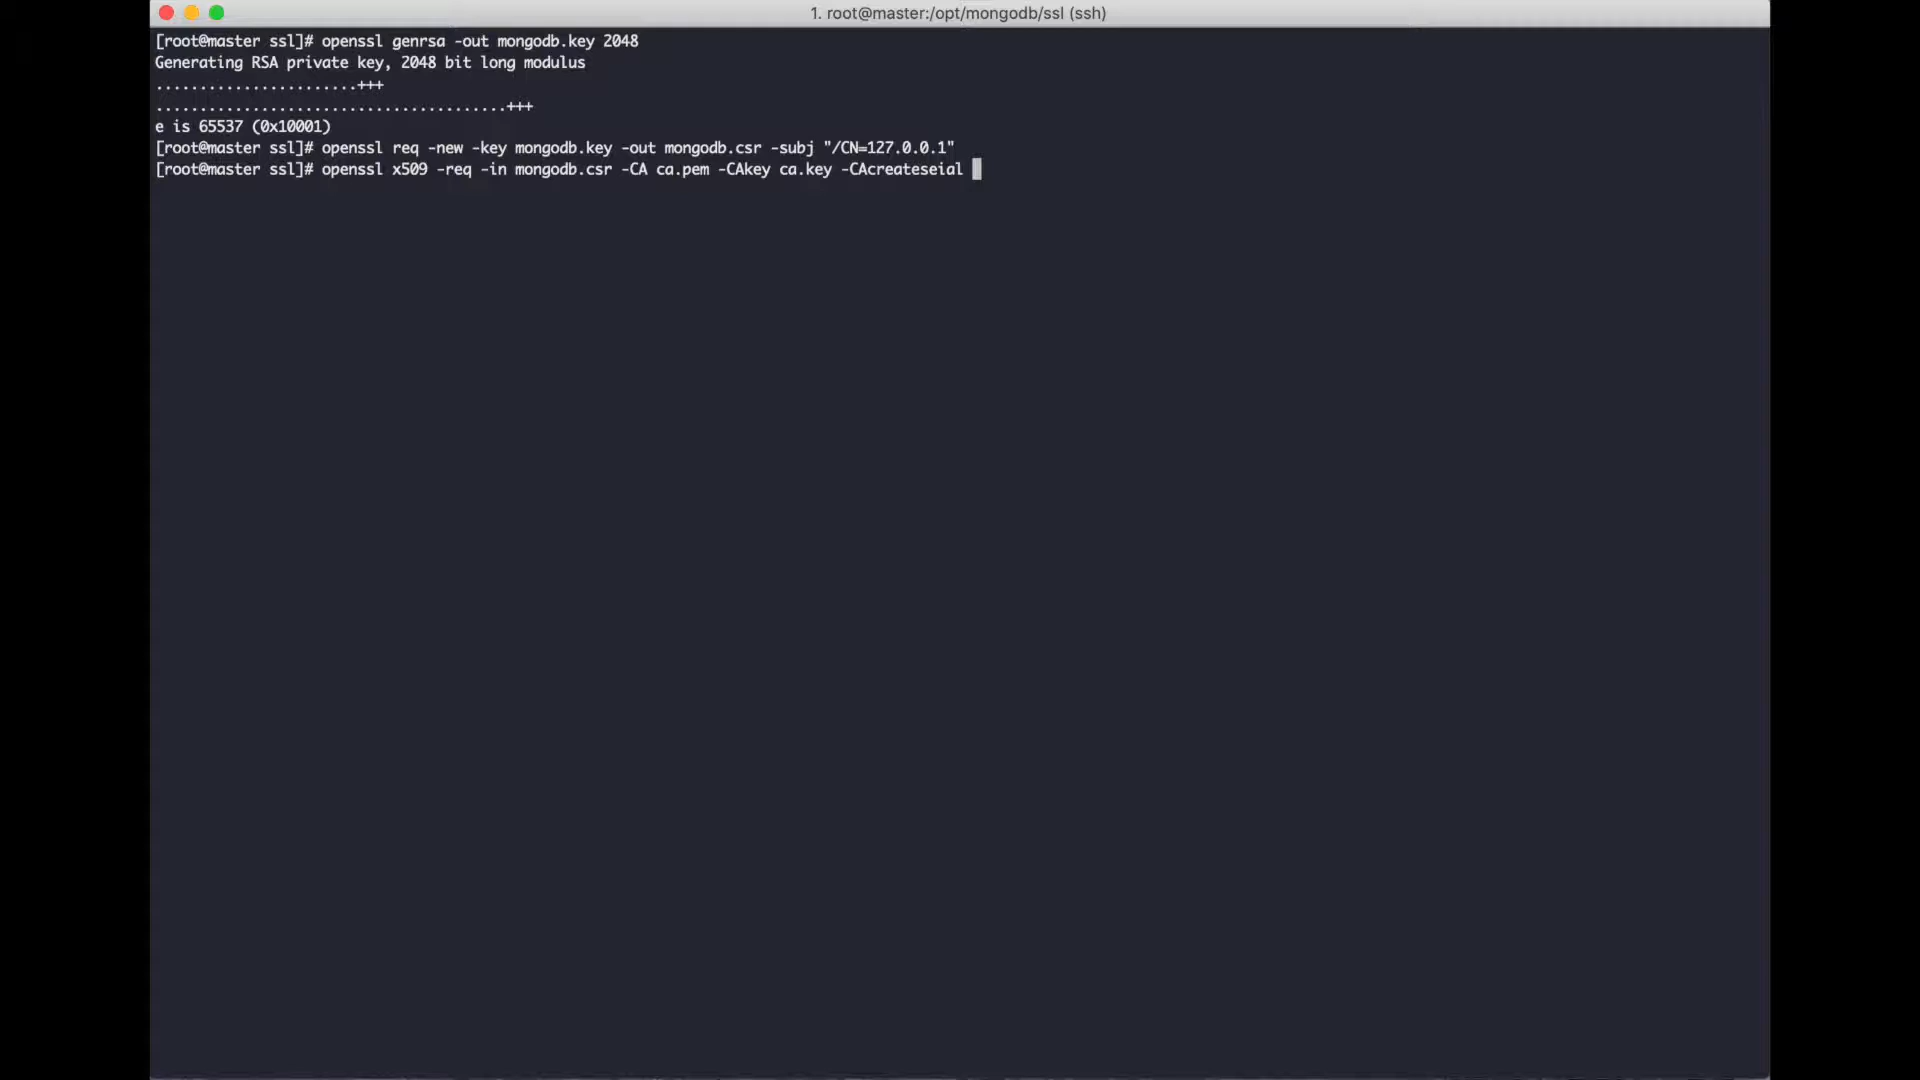 1. root@master:/opt/mongodb/ssl (ssh)
[root@master ssl]# openssl genrsa -out mongodb.key 2048
Generating RSA private key, 2048 bit long modulus
.......................+++
........................................+++
e is 65537 (0x10001)
[root@master ssl]# openssl req -new -key mongodb.key -out mongodb.csr -subj "/CN=127.0.0.1"
[root@master ssl]# openssl x509 -req -in mongodb.csr -CA ca.pem -CAkey ca.key -CAcreateseial